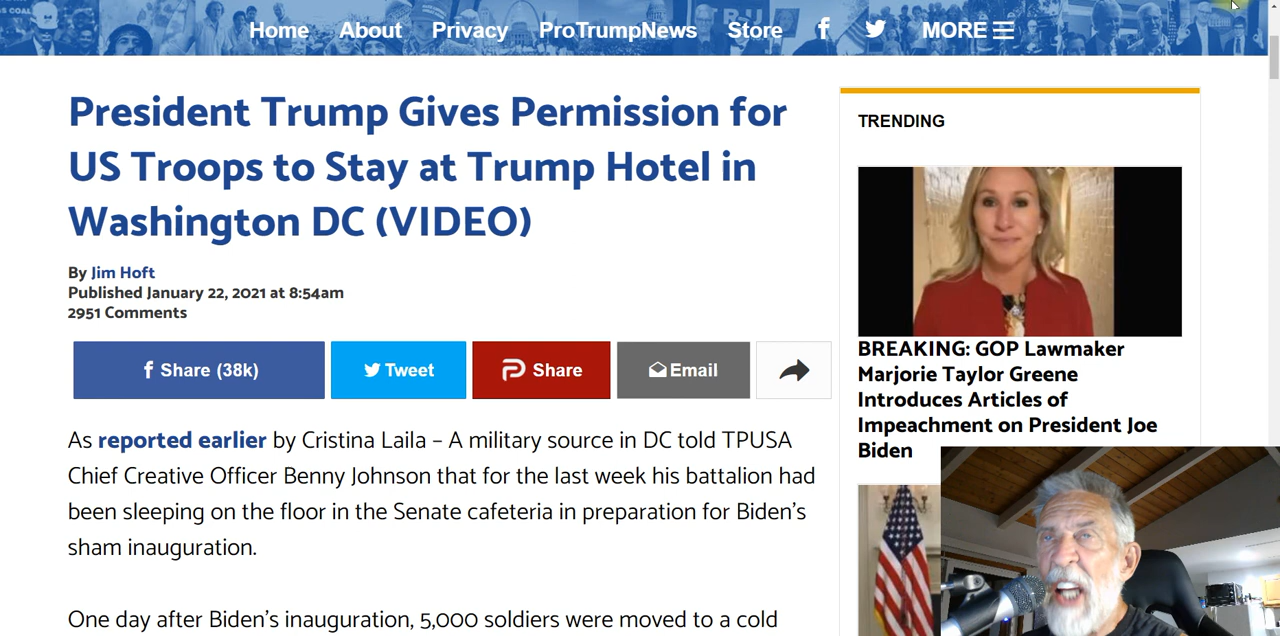 S COAL
Home About Privacy ProTrumpNews Store f MORE
President Trump Gives Permission for
US Troops to Stay at Trump Hotel in
Washington DC (VIDEO)
By Jim Hoft
Published January 22, 2021 at 8:54am
2951 Comments
f Share (38k) Tweet Share Email
As reported earlier by Cristina Laila – A military source in DC told TPUSA
Chief Creative Officer Benny Johnson that for the last week his battalion had
been sleeping on the floor in the Senate cafeteria in preparation for Biden's
sham inauguration.
One day after Biden's inauguration, 5,000 soldiers were moved to a cold
TRENDING
BREAKING: GOP Lawmaker
Marjorie Taylor Greene
Introduces Articles of
Impeachment on President Joe
Biden